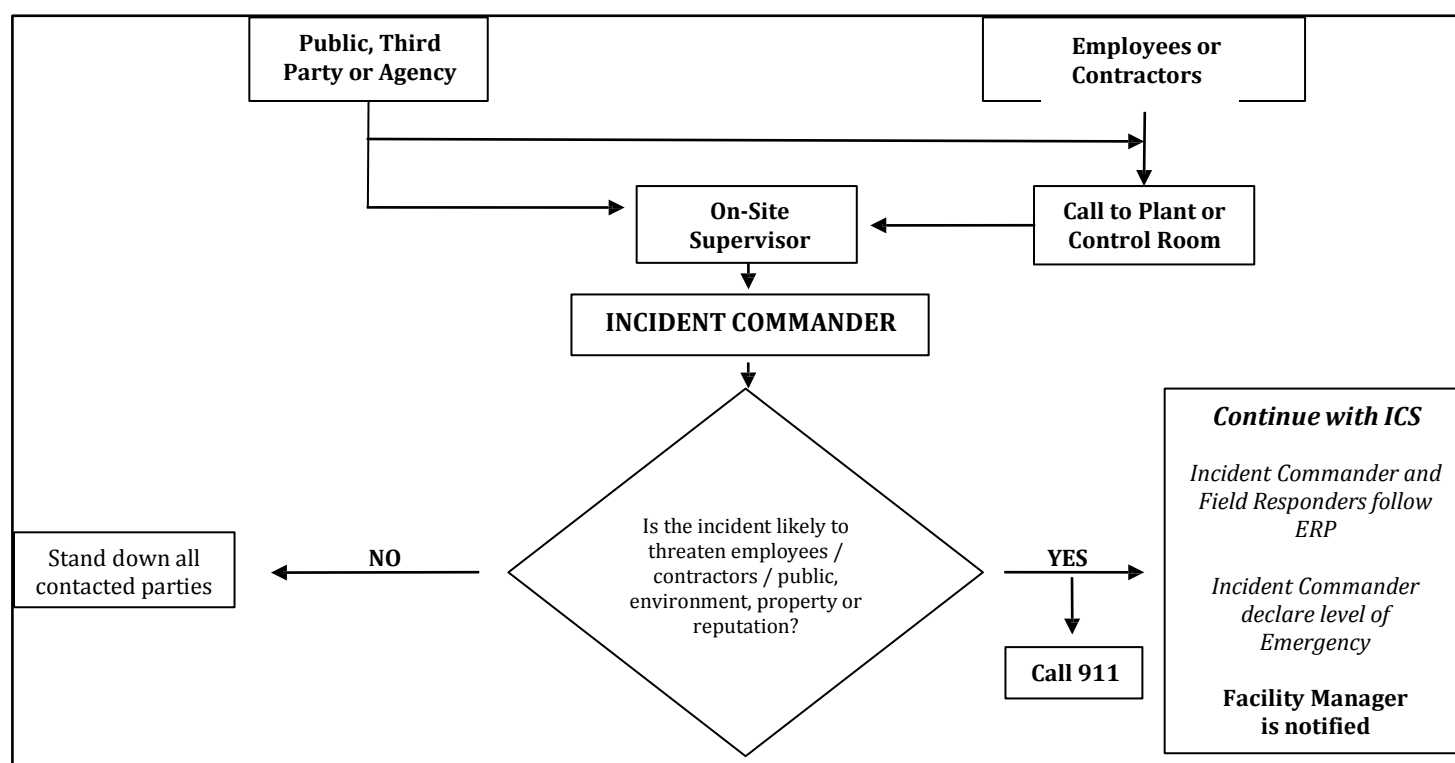 Public, Third
Party or Agency
Employees or
Contractors
On-Site
Supervisor
Call to Plant or
Control Room
INCIDENT COMMANDER
Is the incident likely to
threaten employees /
contractors / public,
environment, property or
reputation?
NO
Stand down all
contacted parties
YES
Call 911
Continue with ICS
Incident Commander and
Field Responders follow
ERP
Incident Commander
declare level of
Emergency
Facility Manager
is notified